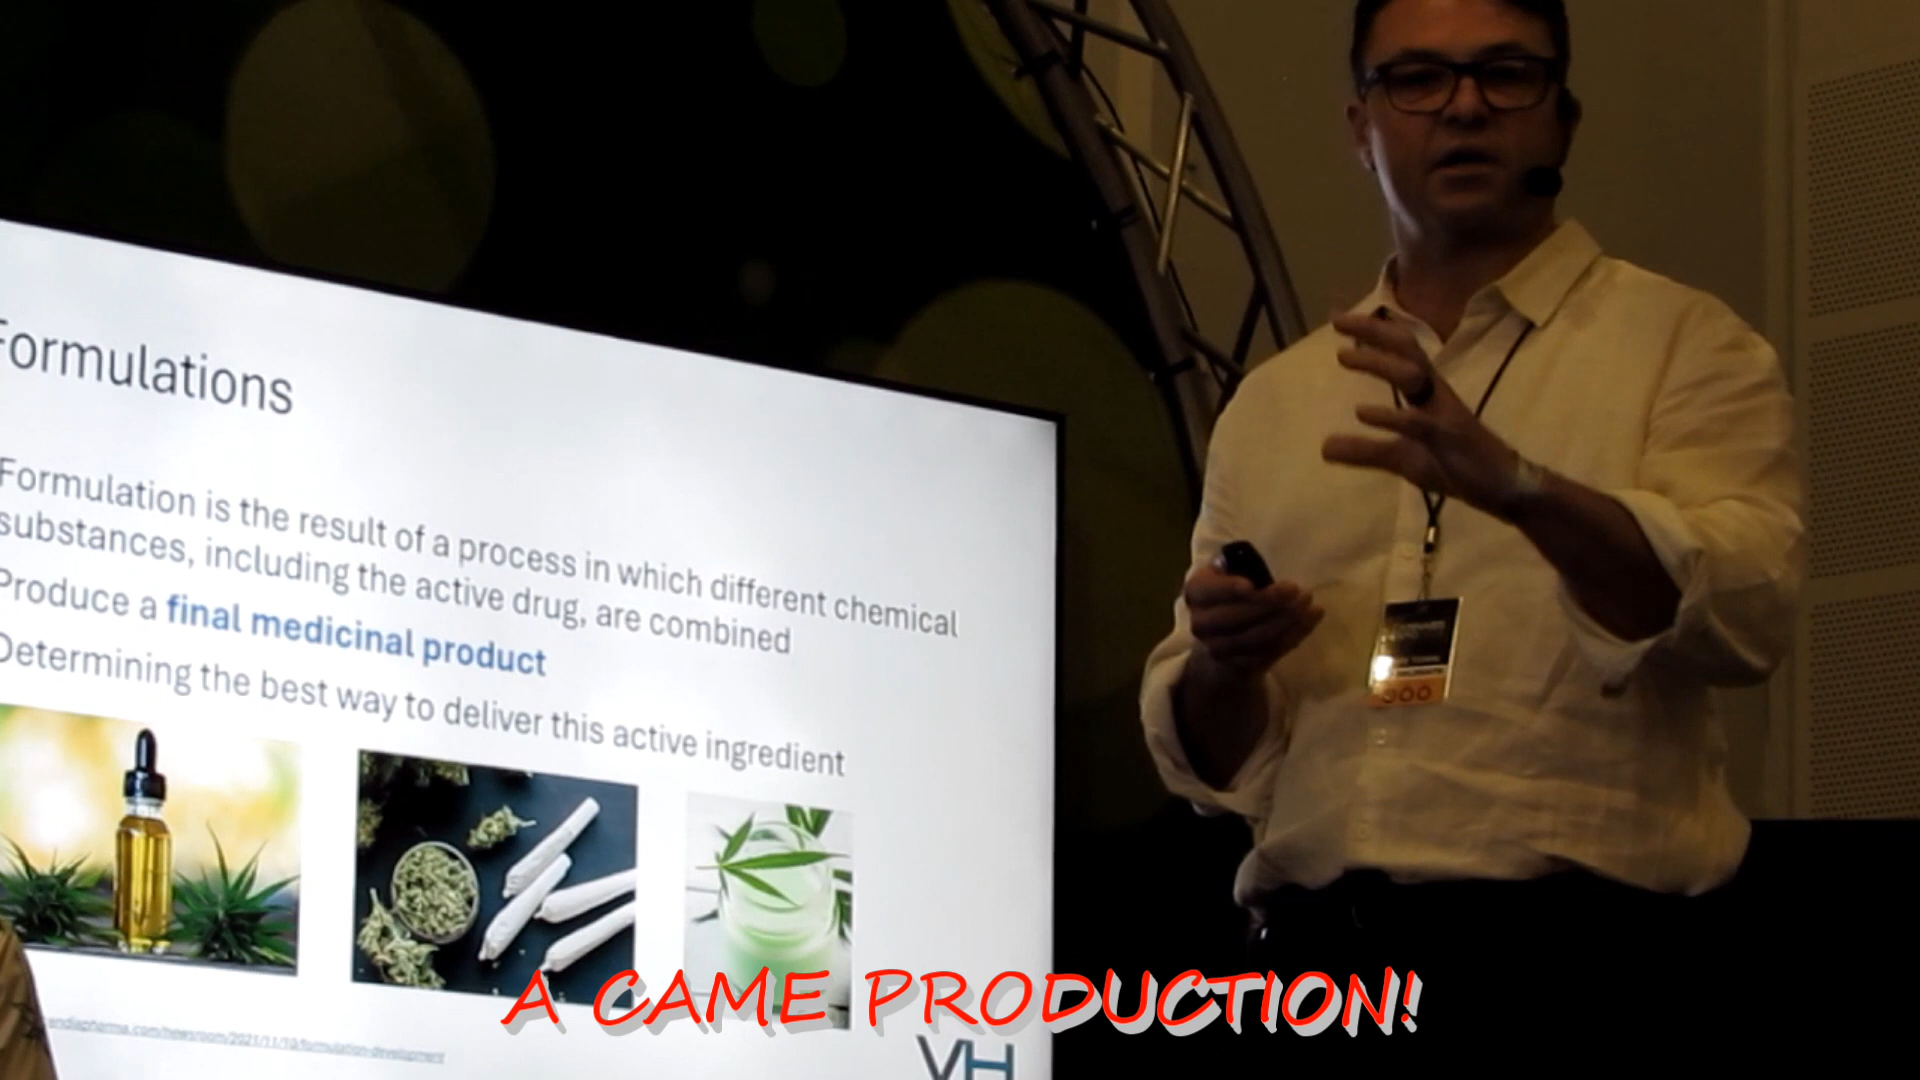 Formulations
Formulation is the result of a process in which different chemical
substances, including the active drug, are combined
Produce a final medicinal product
Determining the best way to deliver this active ingredient
300
A CAME PRODUCTION!
VH